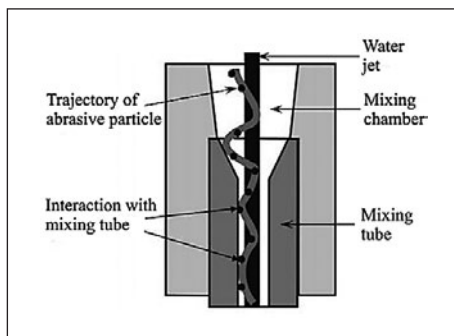 Water
jet
Trajectory of
abrasive particle
Mixing
chamber
Interaction with
mixing tube
Mixing
tube